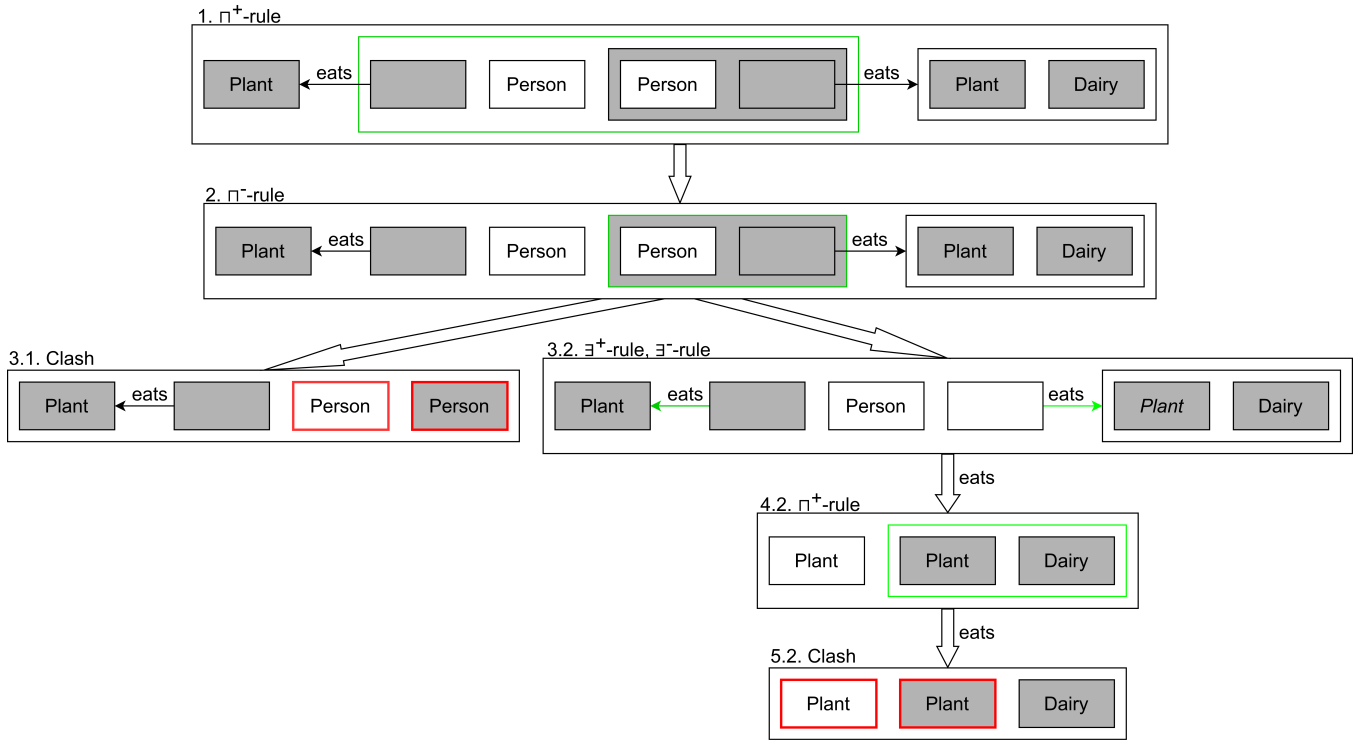 1. ⊓⁺-rule
Plant eats Person Person eats Plant Dairy
2. ⊓⁻-rule
Plant eats Person Person eats Plant Dairy
3.1. Clash
Plant eats Person Person
3.2. ∃⁺-rule, ∃⁻-rule
Plant eats Person eats Plant Dairy
eats
4.2. ⊓⁺-rule
Plant Plant Dairy
eats
5.2. Clash
Plant Plant Dairy